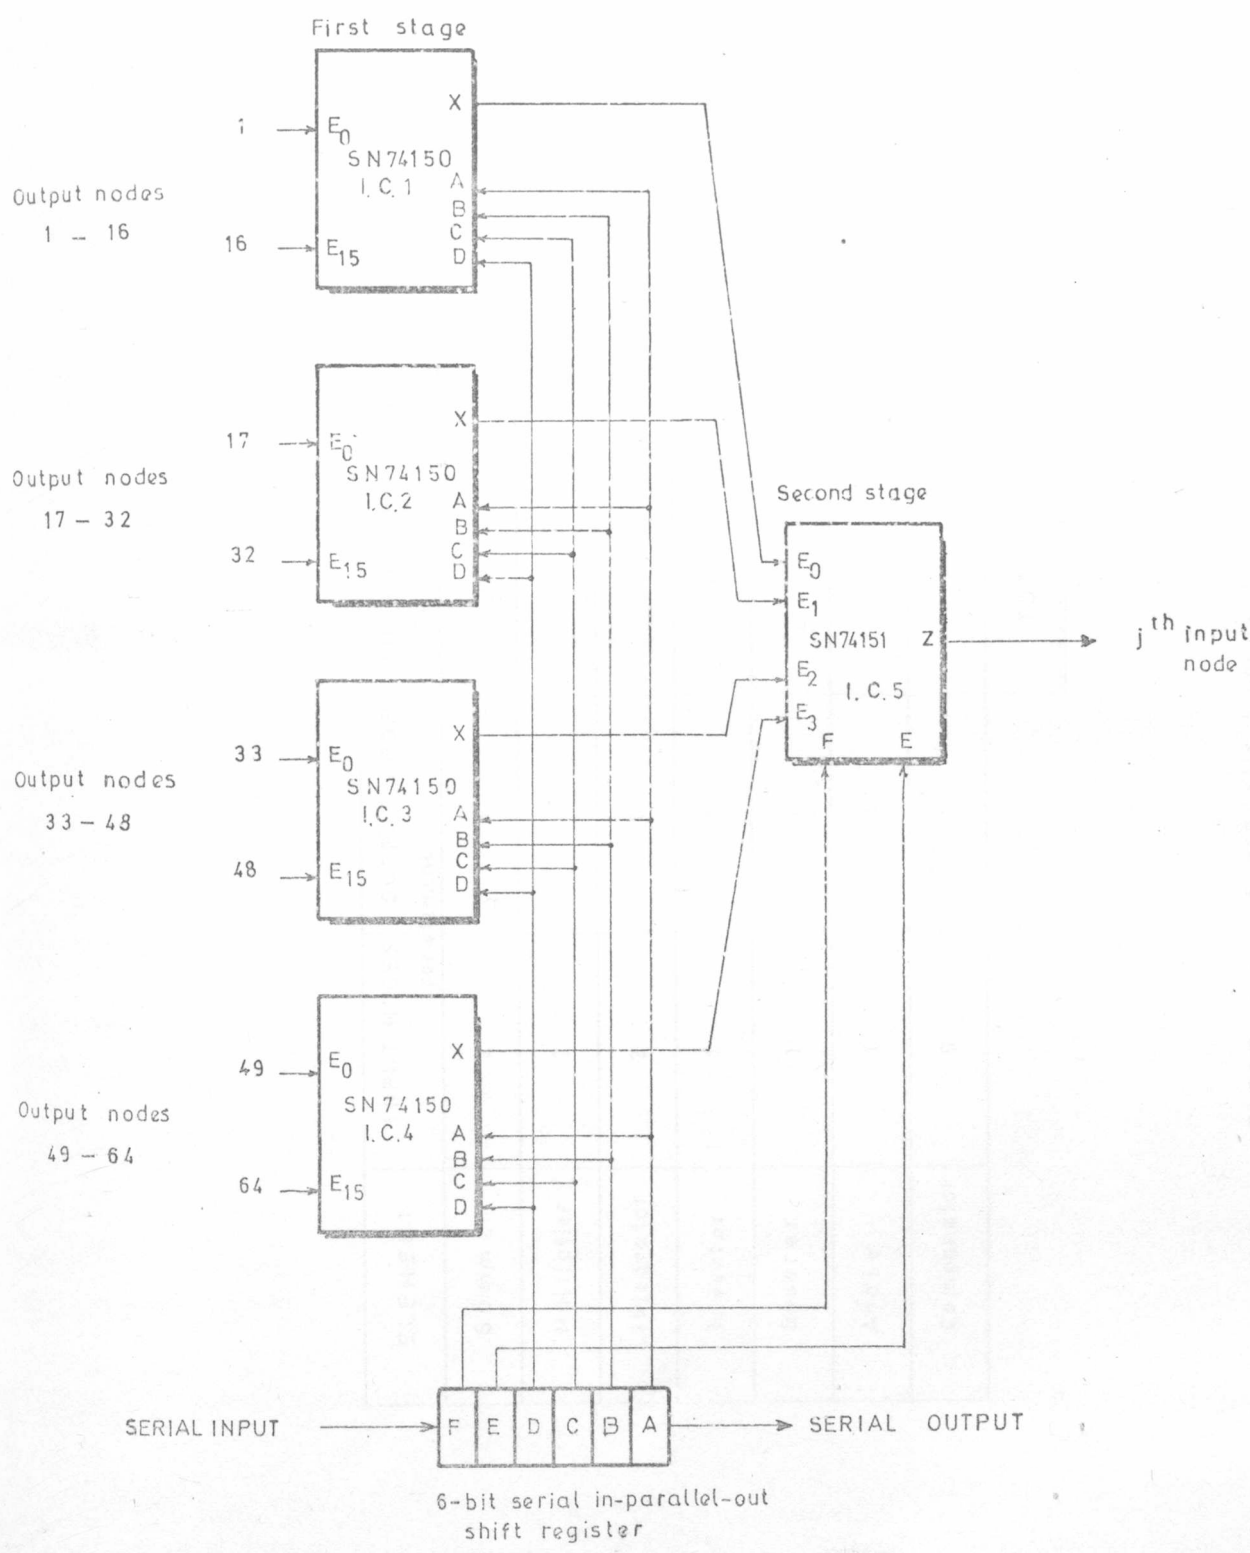 First stage
X
1
E0
SN74150
I.C.1
A
B
C
D
Output nodes
1 - 16
16
E15
X
17
E0
SN74150
I.C.2
A
B
C
D
Output nodes
17 - 32
32
E15
Second stage
E0
E1
SN74151
Z
E2
I.C.5
E3
F
E
jth input
node
X
33
E0
SN74150
I.C.3
A
B
C
D
Output nodes
33 - 48
48
E15
X
49
E0
SN74150
I.C.4
A
B
C
D
Output nodes
49 - 64
64
E15
SERIAL INPUT
F E D C B A
SERIAL OUTPUT
6-bit serial in-parallel-out
shift register